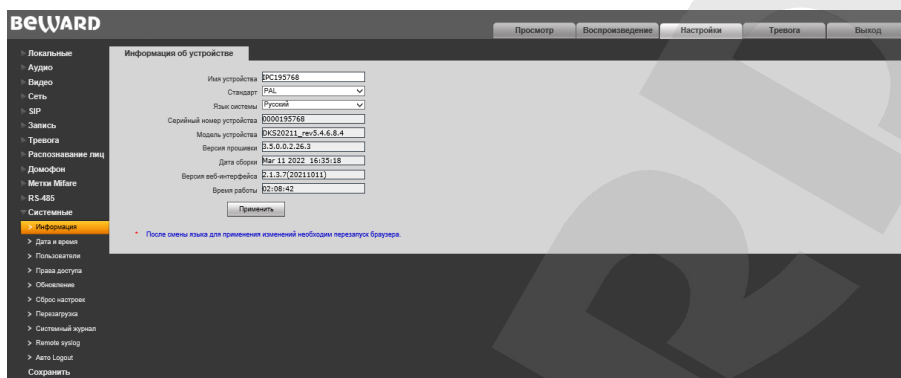 BEWARD
Просмотр
Воспроизведение
Настройки
Тревога
Выход
Локальные
Аудио
Видео
Сеть
SIP
Запись
Тревога
Распознавание лиц
Домофон
Метки Mifare
RS-485
Системные
Информация
Дата и время
Пользователи
Права доступа
Обновление
Сброс настроек
Перезагрузка
Системный журнал
Remote syslog
Авто Logout
Сохранить
Информация об устройстве
Имя устройства IPC195768
Стандарт PAL
Язык системы Русский
Серийный номер устройства 0000195768
Модель устройства DKS20211_rev5.4.6.8.4
Версия прошивки 3.5.0.0.2.26.3
Дата сборки Mar 11 2022 16:35:18
Версия веб-интерфейса 2.1.3.7(20211011)
Время работы 02:08:42
Применить
* После смены языка для применения изменений необходим перезапуск браузера.